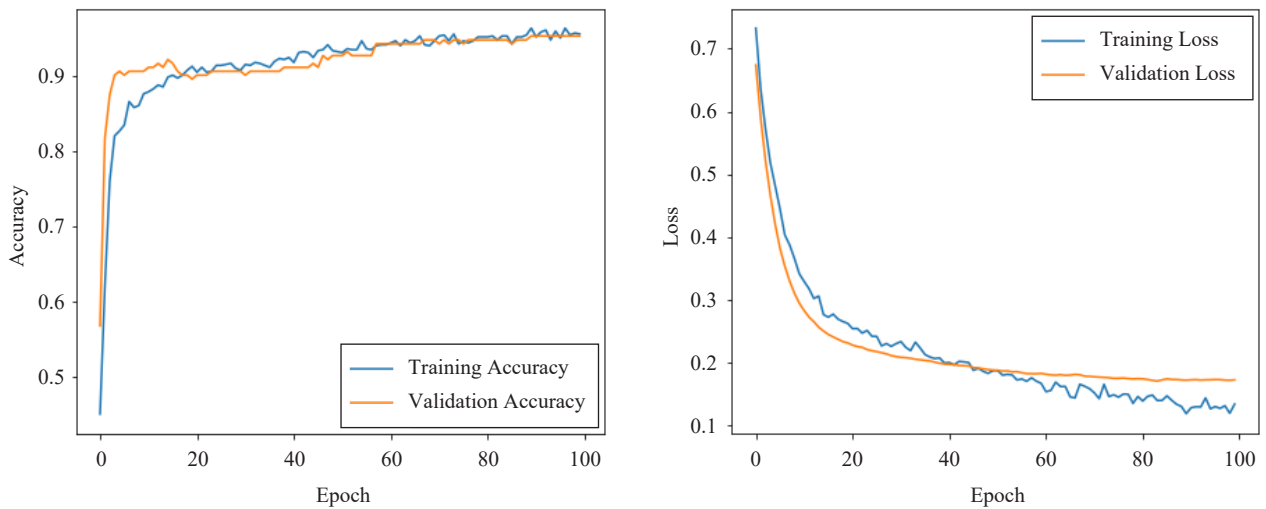 0.9
0.8
0.7
0.6
0.5
Accuracy
Training Accuracy
Validation Accuracy
0 20 40 60 80 100
Epoch
0.7
0.6
0.5
0.4
0.3
0.2
0.1
Loss
Training Loss
Validation Loss
0 20 40 60 80 100
Epoch